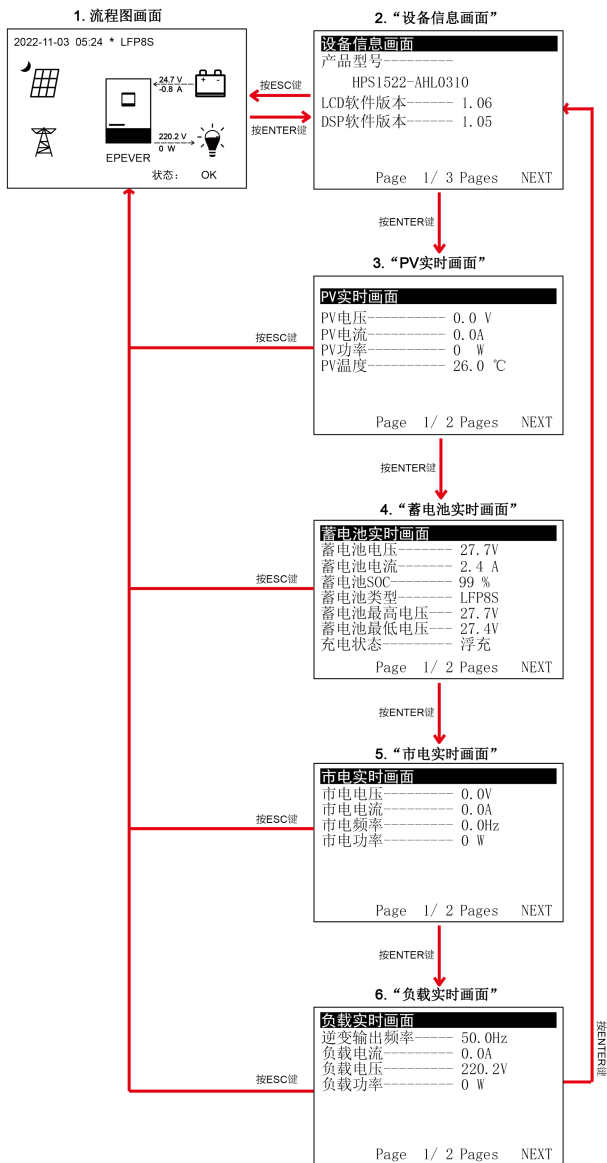 1. 流程图画面
2022-11-03 05:24 * LFP8S
24.7 V
-0.8 A
220.2 V
0 W
EPEVER
状态： OK
按ESC键
按ENTER键
2. “设备信息画面”
设备信息画面
产品型号---------
HPS1522-AHL0310
LCD软件版本------ 1.06
DSP软件版本------ 1.05
Page 1/ 3 Pages NEXT
按ENTER键
3. “PV实时画面”
PV实时画面
PV电压---------- 0.0 V
PV电流---------- 0.0A
PV功率---------- 0 W
PV温度---------- 26.0 ℃
Page 1/ 2 Pages NEXT
按ESC键
按ENTER键
4. “蓄电池实时画面”
蓄电池实时画面
蓄电池电压------- 27.7V
蓄电池电流------- 2.4 A
蓄电池SOC-------- 99 %
蓄电池类型------- LFP8S
蓄电池最高电压--- 27.7V
蓄电池最低电压--- 27.4V
充电状态--------- 浮充
Page 1/ 2 Pages NEXT
按ESC键
按ENTER键
5. “市电实时画面”
市电实时画面
市电电压--------- 0.0V
市电电流--------- 0.0A
市电频率--------- 0.0Hz
市电功率--------- 0 W
Page 1/ 2 Pages NEXT
按ESC键
按ENTER键
6. “负载实时画面”
负载实时画面
逆变输出频率----- 50.0Hz
负载电流--------- 0.0A
负载电压--------- 220.2V
负载功率--------- 0 W
Page 1/ 2 Pages NEXT
按ESC键
按ENTER键